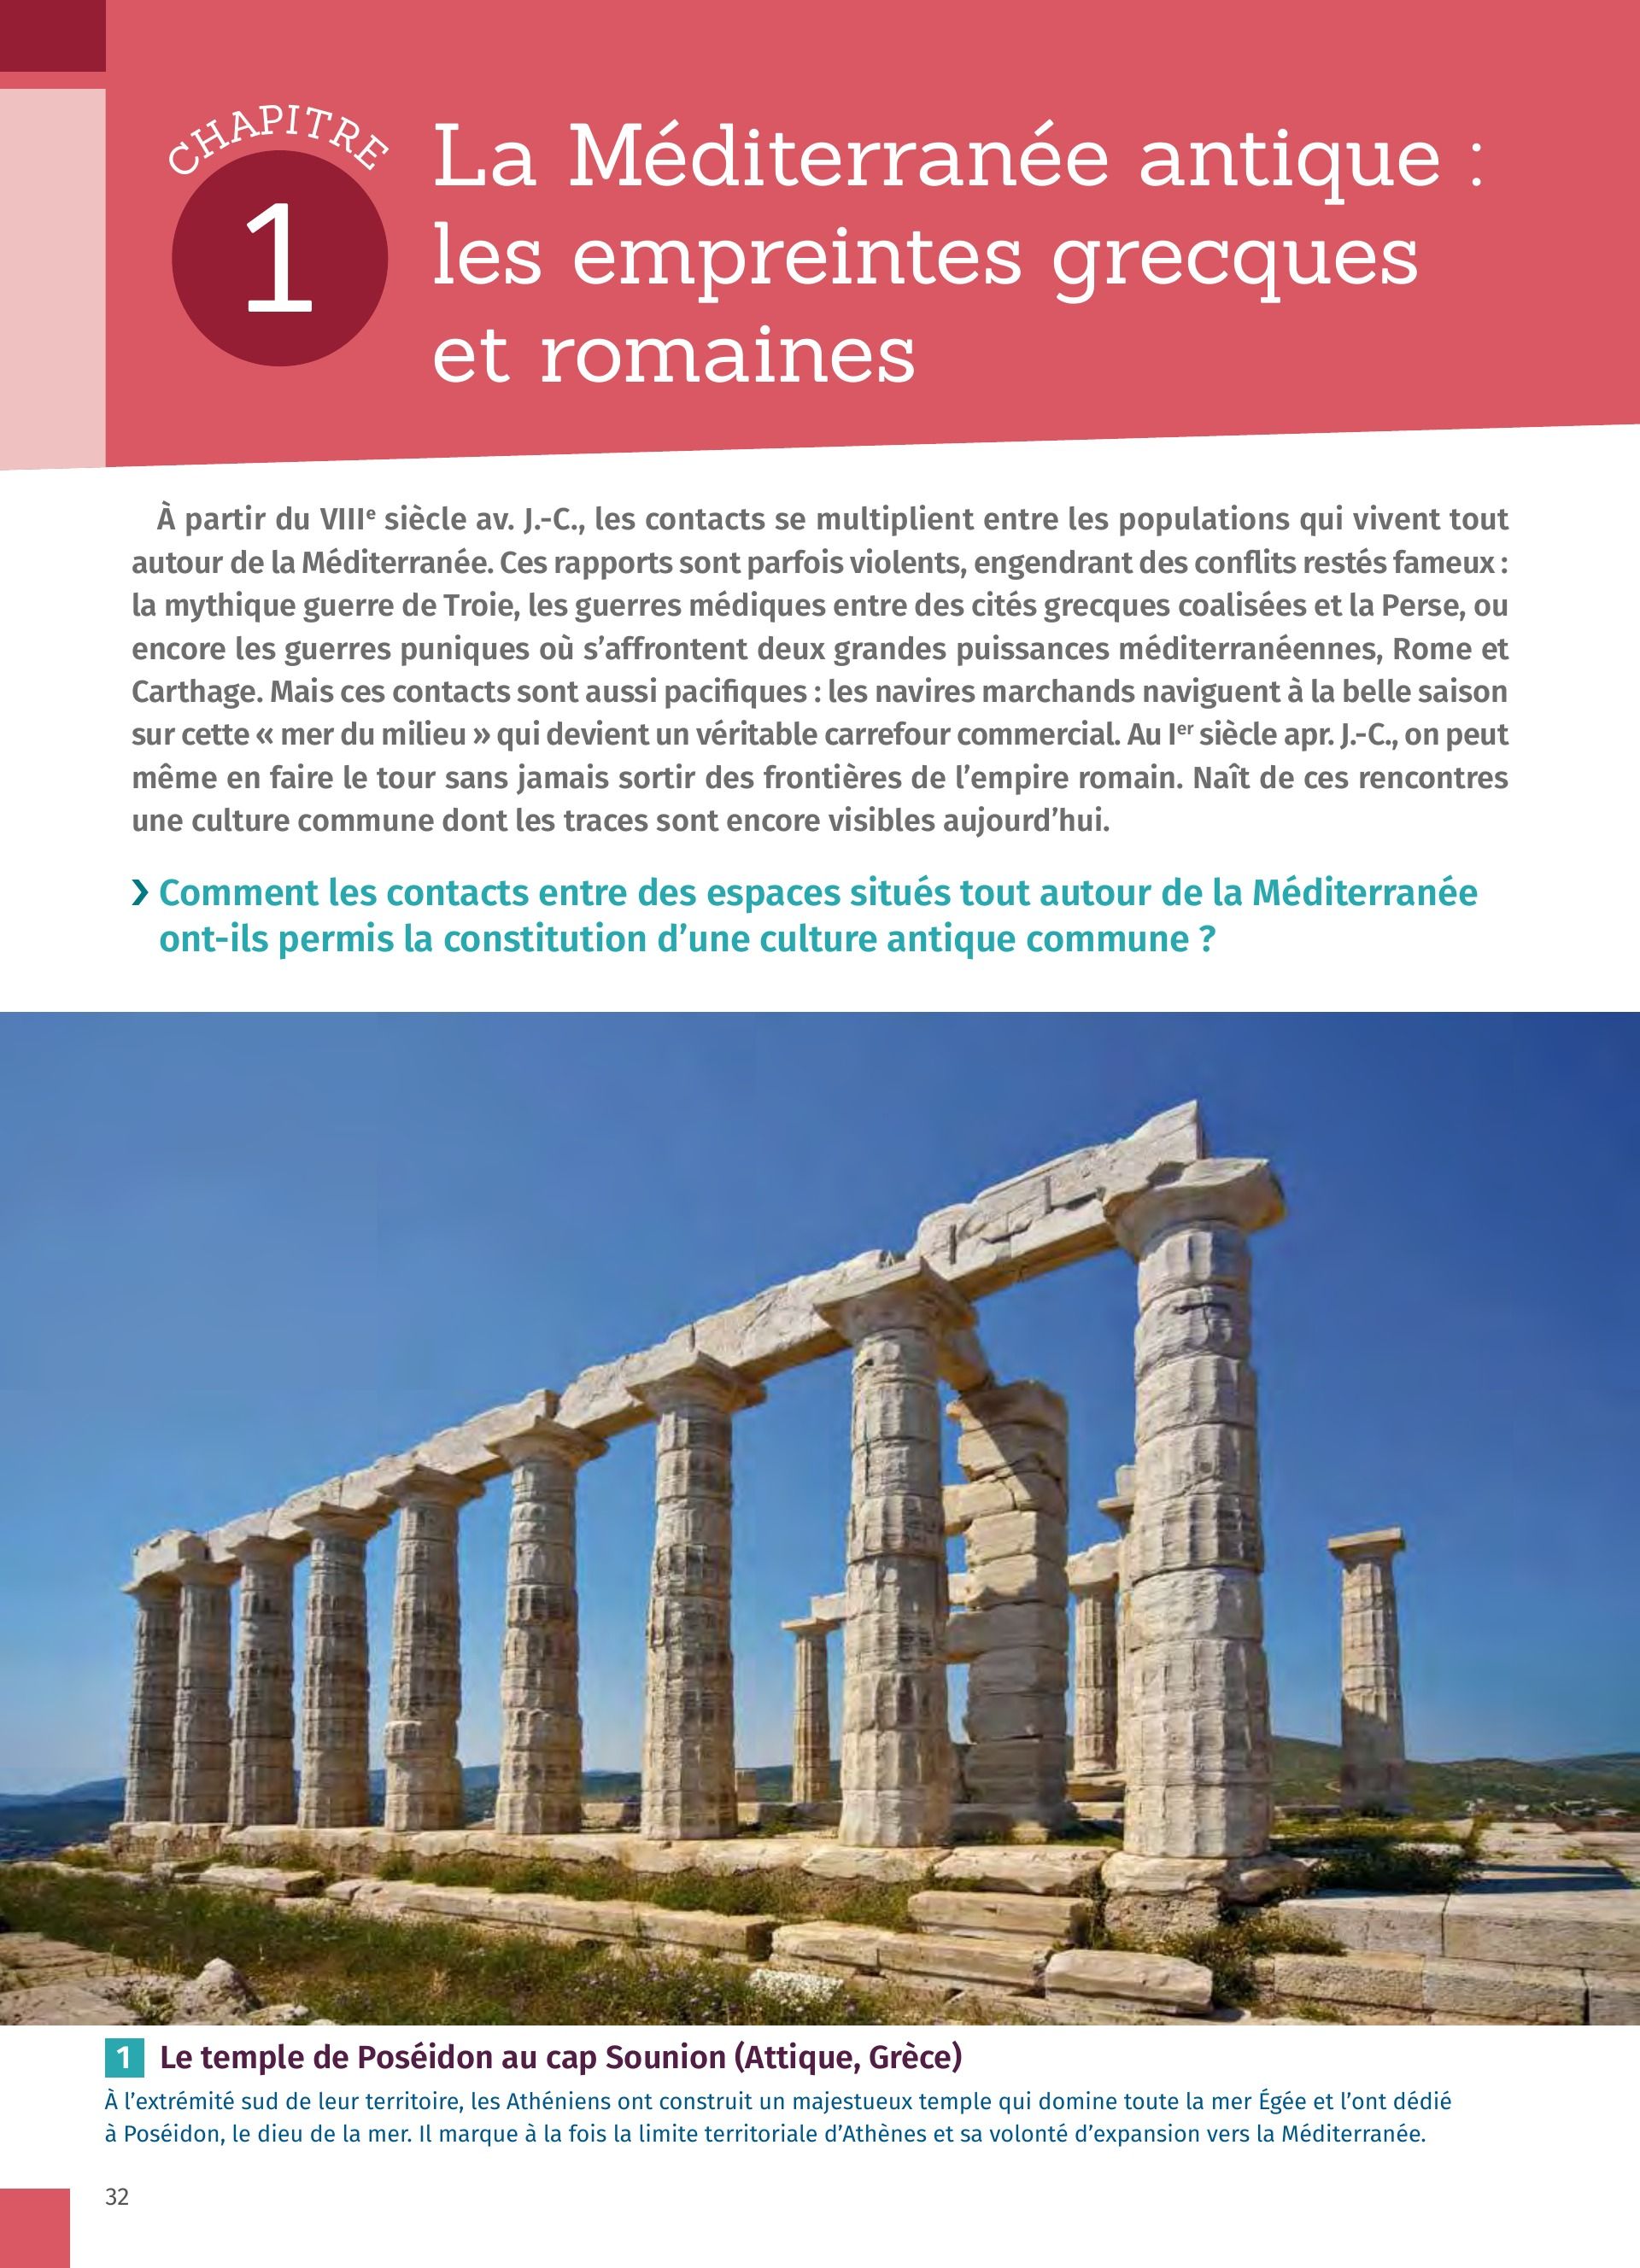 CHAPITRE
1
La Méditerranée antique :
les empreintes grecques
et romaines
À partir du VIIIe siècle av. J.-C., les contacts se multiplient entre les populations qui vivent tout
autour de la Méditerranée. Ces rapports sont parfois violents, engendrant des conflits restés fameux :
la mythique guerre de Troie, les guerres médiques entre des cités grecques coalisées et la Perse, ou
encore les guerres puniques où s’affrontent deux grandes puissances méditerranéennes, Rome et
Carthage. Mais ces contacts sont aussi pacifiques : les navires marchands naviguent à la belle saison
sur cette « mer du milieu » qui devient un véritable carrefour commercial. Au Ier siècle apr. J.-C., on peut
même en faire le tour sans jamais sortir des frontières de l’empire romain. Naît de ces rencontres
une culture commune dont les traces sont encore visibles aujourd’hui.
› Comment les contacts entre des espaces situés tout autour de la Méditerranée
ont-ils permis la constitution d’une culture antique commune ?
1 Le temple de Poséidon au cap Sounion (Attique, Grèce)
À l’extrémité sud de leur territoire, les Athéniens ont construit un majestueux temple qui domine toute la mer Égée et l’ont dédié
à Poséidon, le dieu de la mer. Il marque à la fois la limite territoriale d’Athènes et sa volonté d’expansion vers la Méditerranée.
32